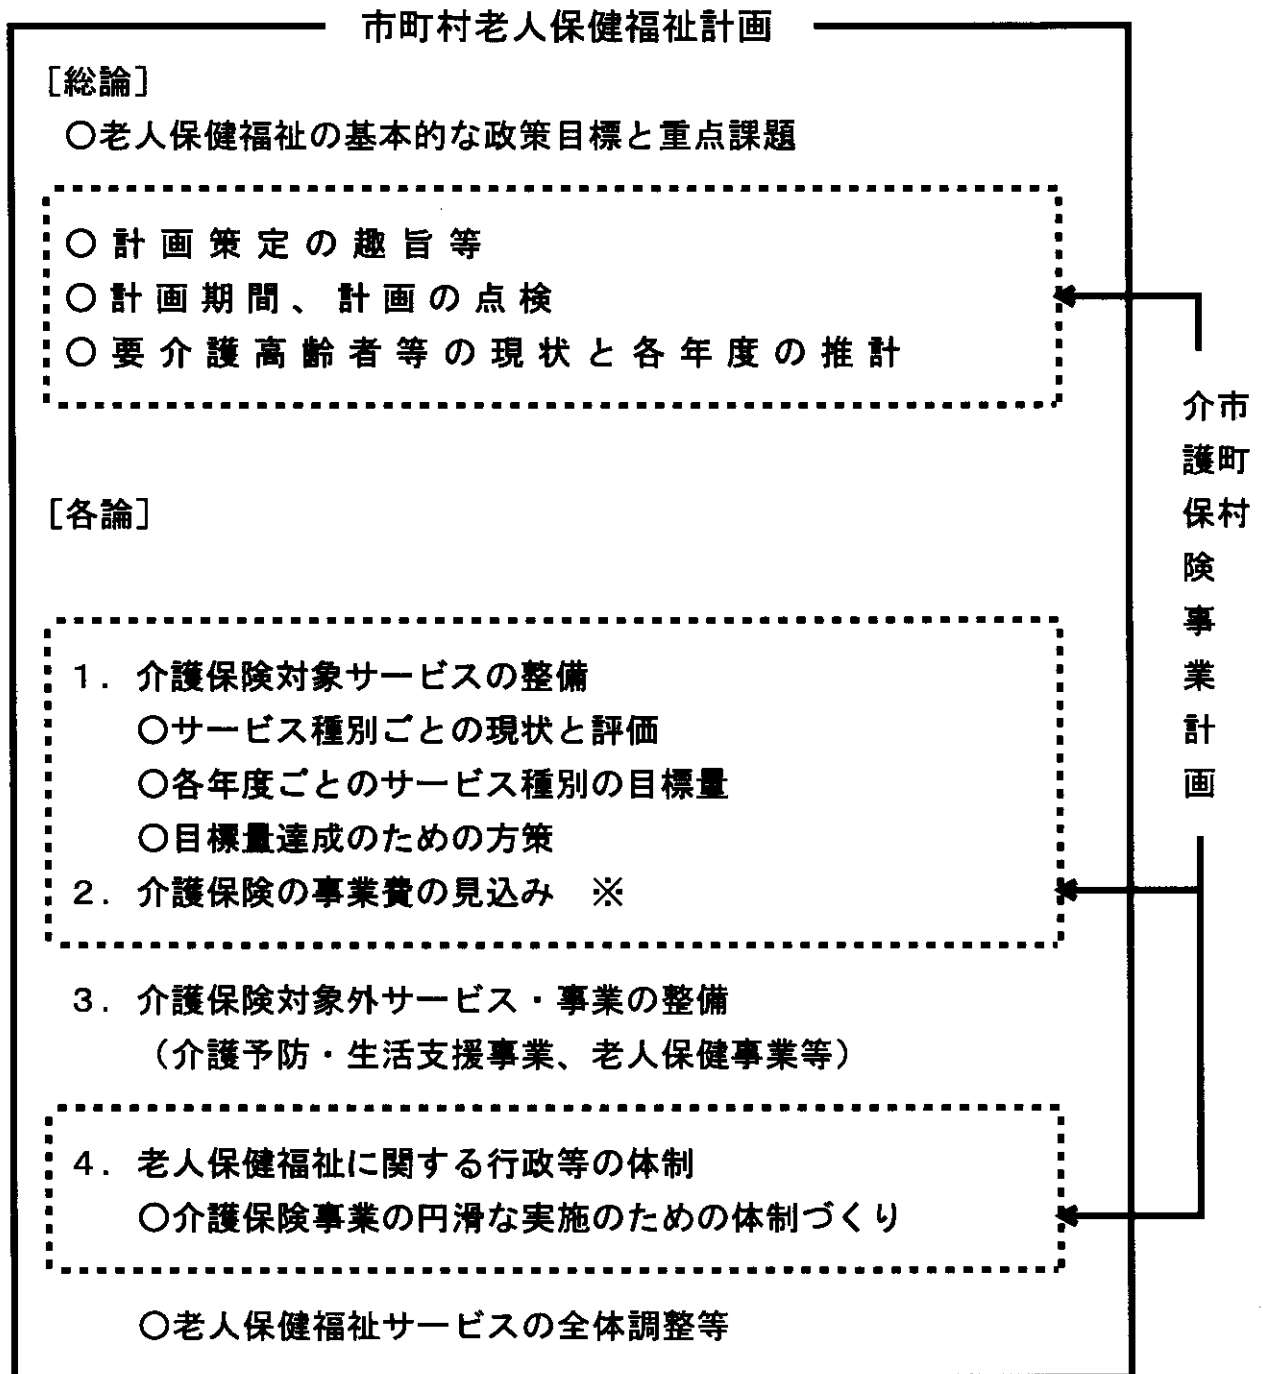 市町村老人保健福祉計画
［総論］
○老人保健福祉の基本的な政策目標と重点課題
○計画策定の趣旨等
○計画期間、計画の点検
○要介護高齢者等の現状と各年度の推計
［各論］
1．介護保険対象サービスの整備
○サービス種別ごとの現状と評価
○各年度ごとのサービス種別の目標量
○目標量達成のための方策
2．介護保険の事業費の見込み　※
3．介護保険対象外サービス・事業の整備
（介護予防・生活支援事業、老人保健事業等）
4．老人保健福祉に関する行政等の体制
○介護保険事業の円滑な実施のための体制づくり
○老人保健福祉サービスの全体調整等
市町村
介護保険事業計画